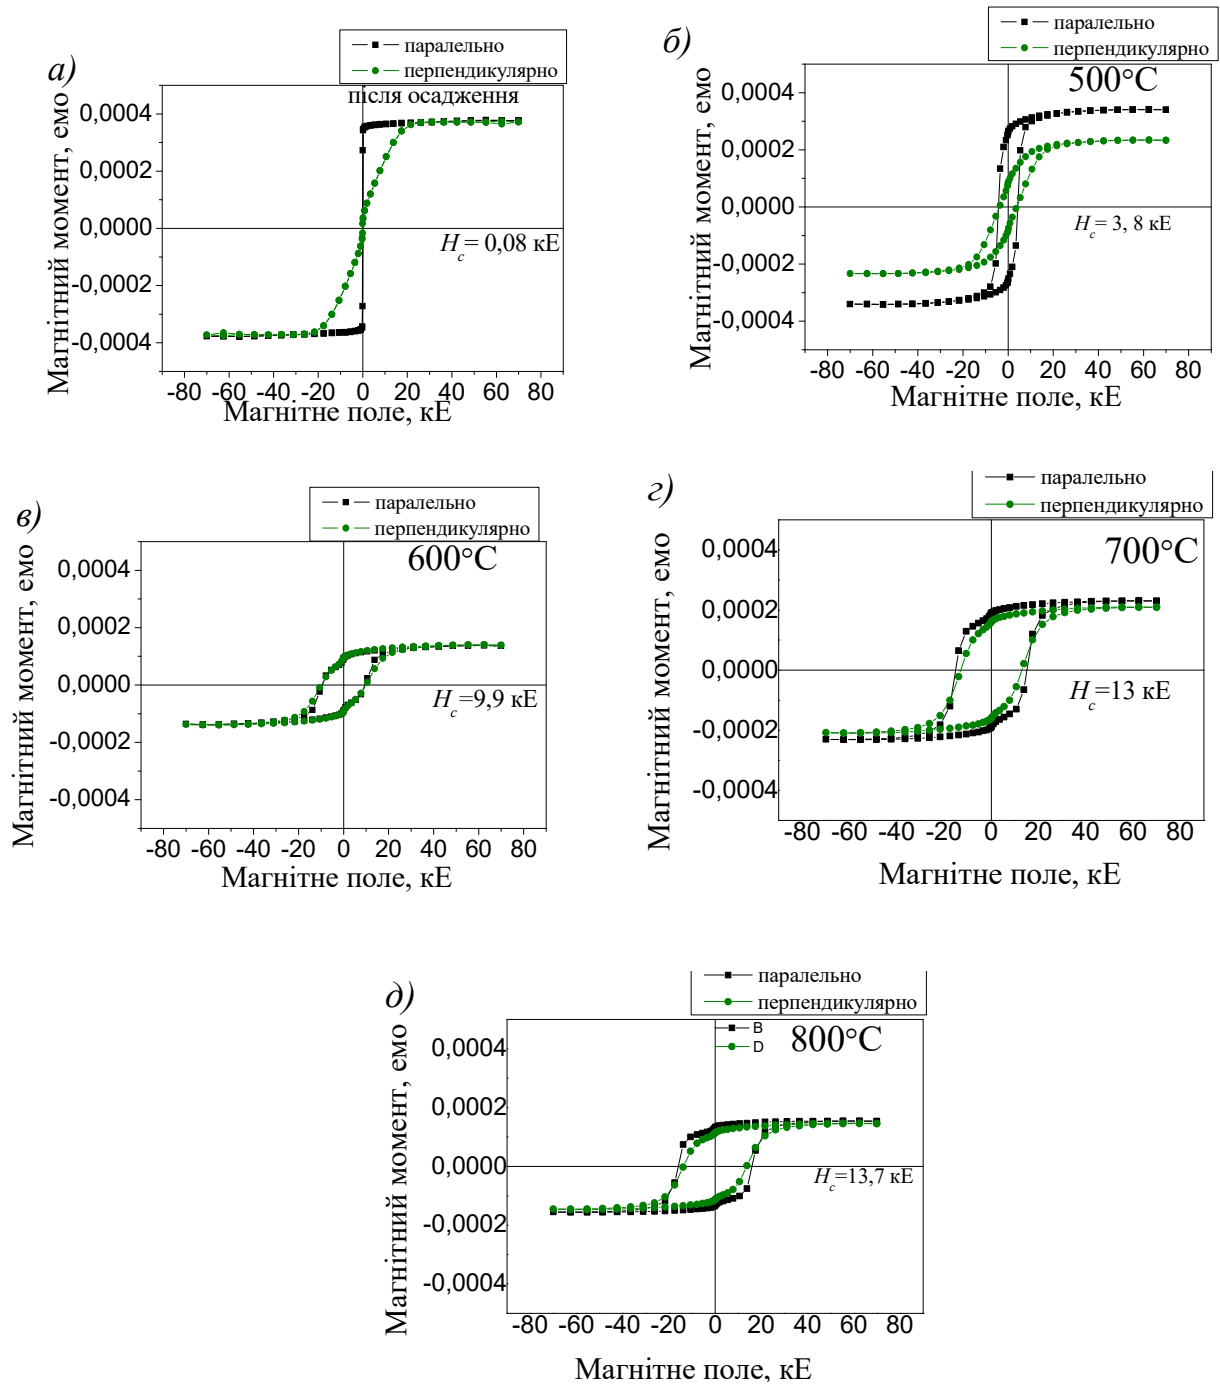 а)
паралельно
перпендикулярно
після осадження
0,0004
0,0002
0,0000
-0,0002
-0,0004
Магнітний момент, емо
H_c = 0,08 кЕ
-80 -60 -40 -20 0 20 40 60 80
Магнітне поле, кЕ
б)
паралельно
перпендикулярно
500°C
0,0004
0,0002
0,0000
-0,0002
-0,0004
Магнітний момент, емо
H_c = 3, 8 кЕ
-80 -60 -40 -20 0 20 40 60 80
Магнітне поле, кЕ
в)
паралельно
перпендикулярно
600°C
0,0004
0,0002
0,0000
-0,0002
-0,0004
Магнітний момент, емо
H_c =9,9 кЕ
-80 -60 -40 -20 0 20 40 60 80
Магнітне поле, кЕ
г)
паралельно
перпендикулярно
700°C
0,0004
0,0002
0,0000
-0,0002
-0,0004
Магнітний момент, емо
H_c =13 кЕ
-80 -60 -40 -20 0 20 40 60 80
Магнітне поле, кЕ
д)
паралельно
перпендикулярно
B
D
800°C
0,0004
0,0002
0,0000
-0,0002
-0,0004
Магнітний момент, емо
H_c =13,7 кЕ
-80 -60 -40 -20 0 20 40 60 80
Магнітне поле, кЕ